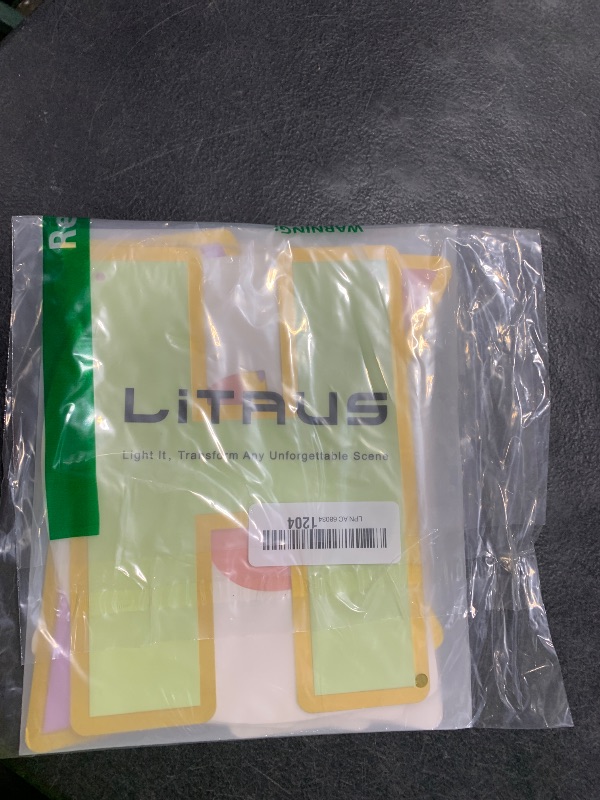 Re
WARNING:
LiTAUS
Light It, Transform Any Unforgettable Scene
1204